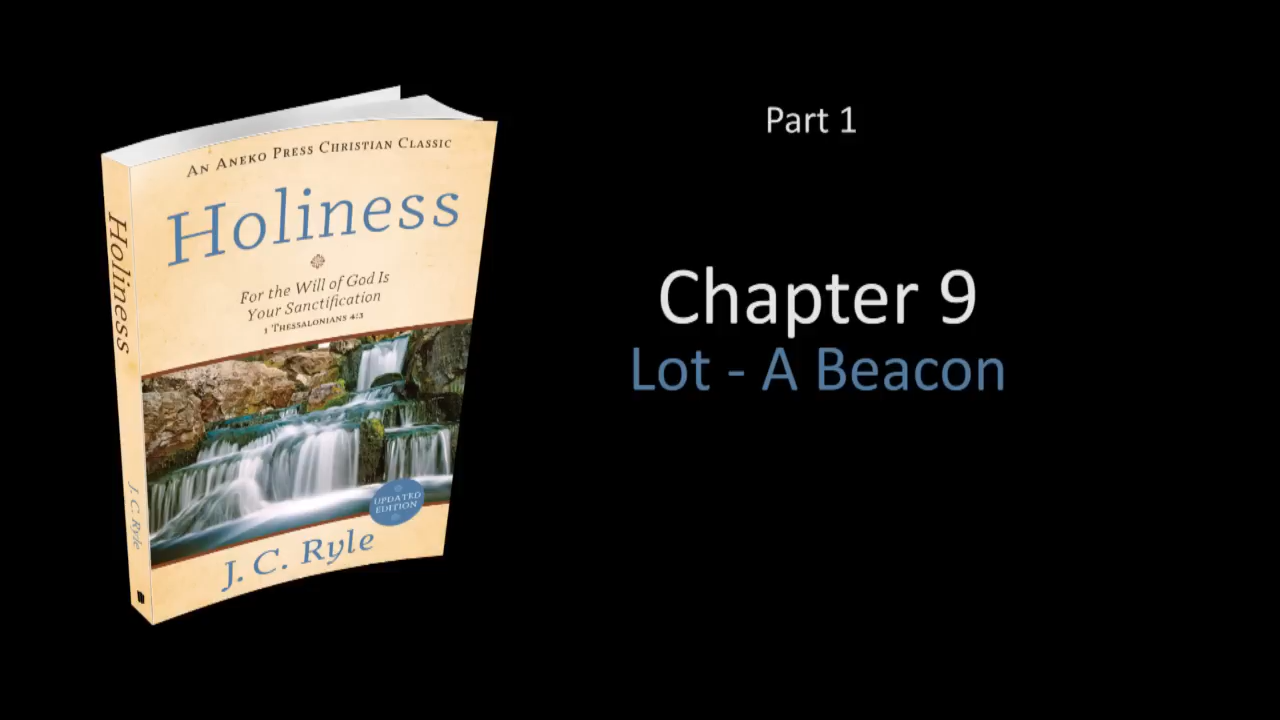 Part 1
Chapter 9
Lot - A Beacon
AN ANEKO PRESS CHRISTIAN CLASSIC
Holiness
For the Will of God Is
Your Sanctification
1 THESSALONIANS 4:3
UPDATED
EDITION
J. C. Ryle
Holiness
J. C. Ryle